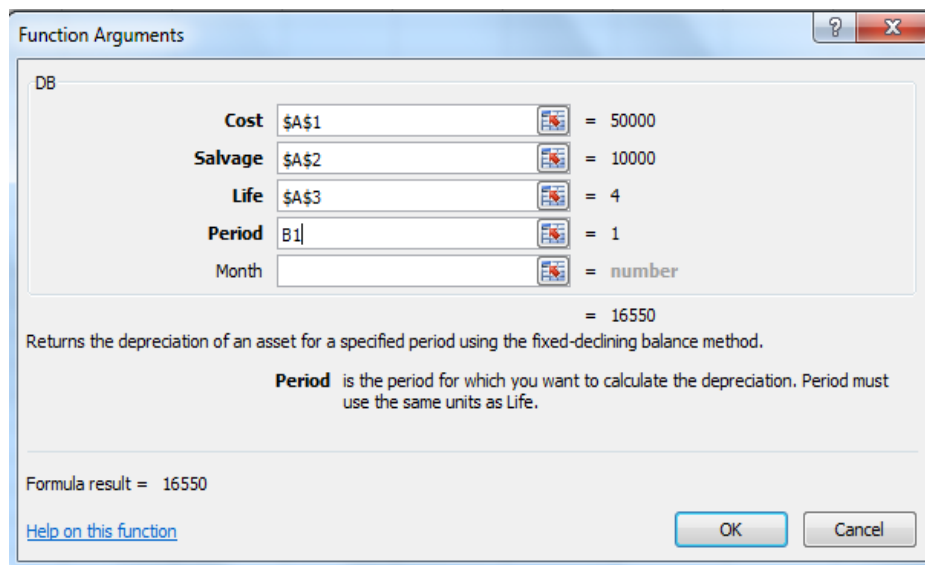 Function Arguments
DB
Cost $A$1 = 50000
Salvage $A$2 = 10000
Life $A$3 = 4
Period B1 = 1
Month = number
= 16550
Returns the depreciation of an asset for a specified period using the fixed-declining balance method.
Period is the period for which you want to calculate the depreciation. Period must
use the same units as Life.
Formula result = 16550
Help on this function OK Cancel